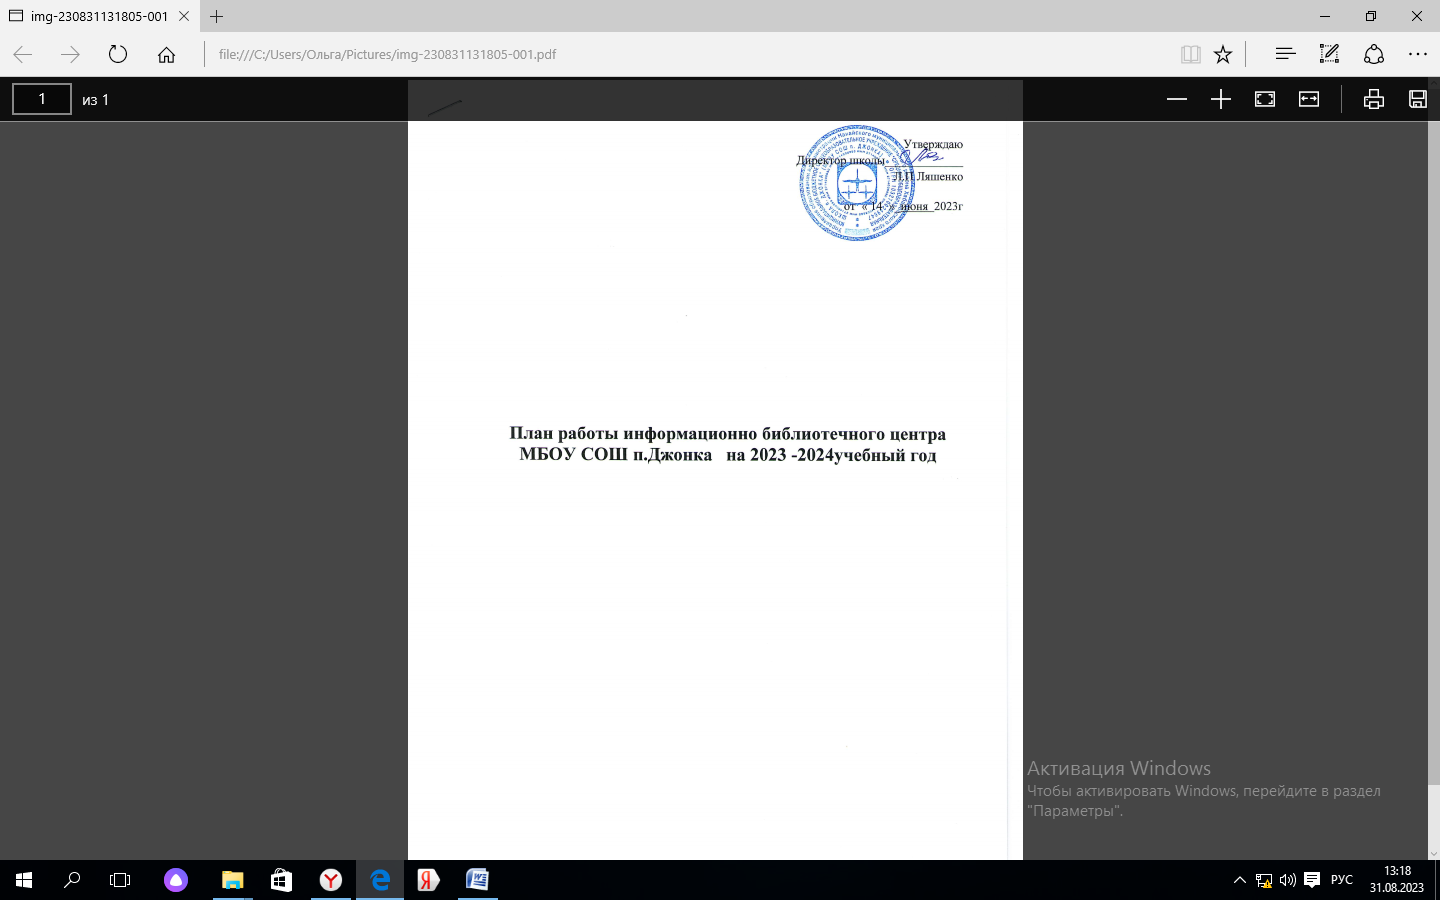 img-230831131805-001
file:///C:/Users/Ольга/Pictures/img-230831131805-001.pdf
1 из 1
Утверждаю
Директор школы
Л.П.Ляшенко
от « 14 » июня 2023г
План работы информационно библиотечного центра
МБОУ СОШ п.Джонка на 2023 -2024учебный год
Активация Windows
Чтобы активировать Windows, перейдите в раздел
"Параметры".
РУС
13:18
31.08.2023